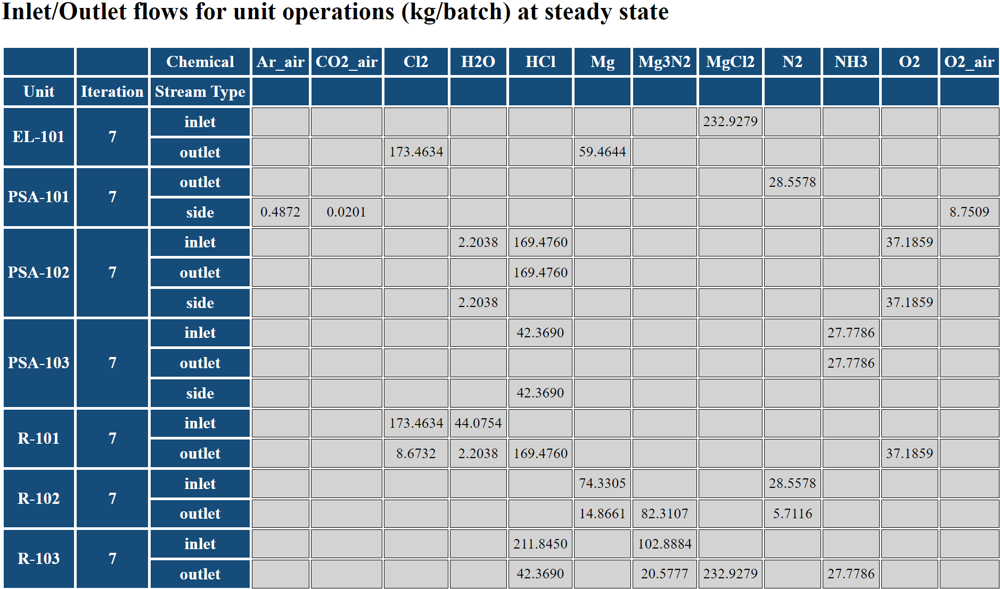 Inlet/Outlet flows for unit operations (kg/batch) at steady state
Chemical Ar_air CO2_air Cl2 H2O HCl Mg Mg3N2 MgCl2 N2 NH3 O2 O2_air
Unit Iteration Stream Type
EL-101 7 inlet 232.9279
outlet 173.4634 59.4644
PSA-101 7 outlet 28.5578
side 0.4872 0.0201 8.7509
PSA-102 7 inlet 2.2038 169.4760 37.1859
outlet 169.4760
side 2.2038 37.1859
PSA-103 7 inlet 42.3690 27.7786
outlet 27.7786
side 42.3690
R-101 7 inlet 173.4634 44.0754
outlet 8.6732 2.2038 169.4760 37.1859
R-102 7 inlet 74.3305 28.5578
outlet 14.8661 82.3107 5.7116
R-103 7 inlet 211.8450 102.8884
outlet 42.3690 20.5777 232.9279 27.7786